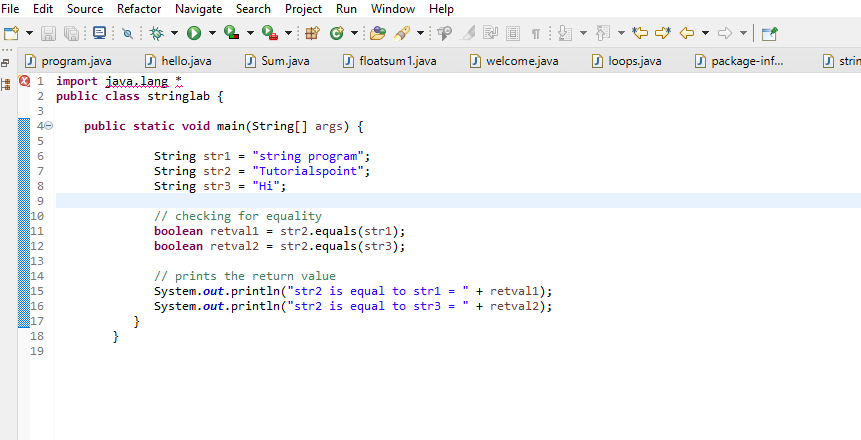 File Edit Source Refactor Navigate Search Project Run Window Help
program.java hello.java Sum.java floatsum1.java welcome.java loops.java package-inf... strin
1 import java.lang *
2 public class stringlab {
3
4 public static void main(String[] args) {
5
6 String str1 = "string program";
7 String str2 = "Tutorialspoint";
8 String str3 = "Hi";
9
10 // checking for equality
11 boolean retval1 = str2.equals(str1);
12 boolean retval2 = str2.equals(str3);
13
14 // prints the return value
15 System.out.println("str2 is equal to str1 = " + retval1);
16 System.out.println("str2 is equal to str3 = " + retval2);
17 }
18 }
19